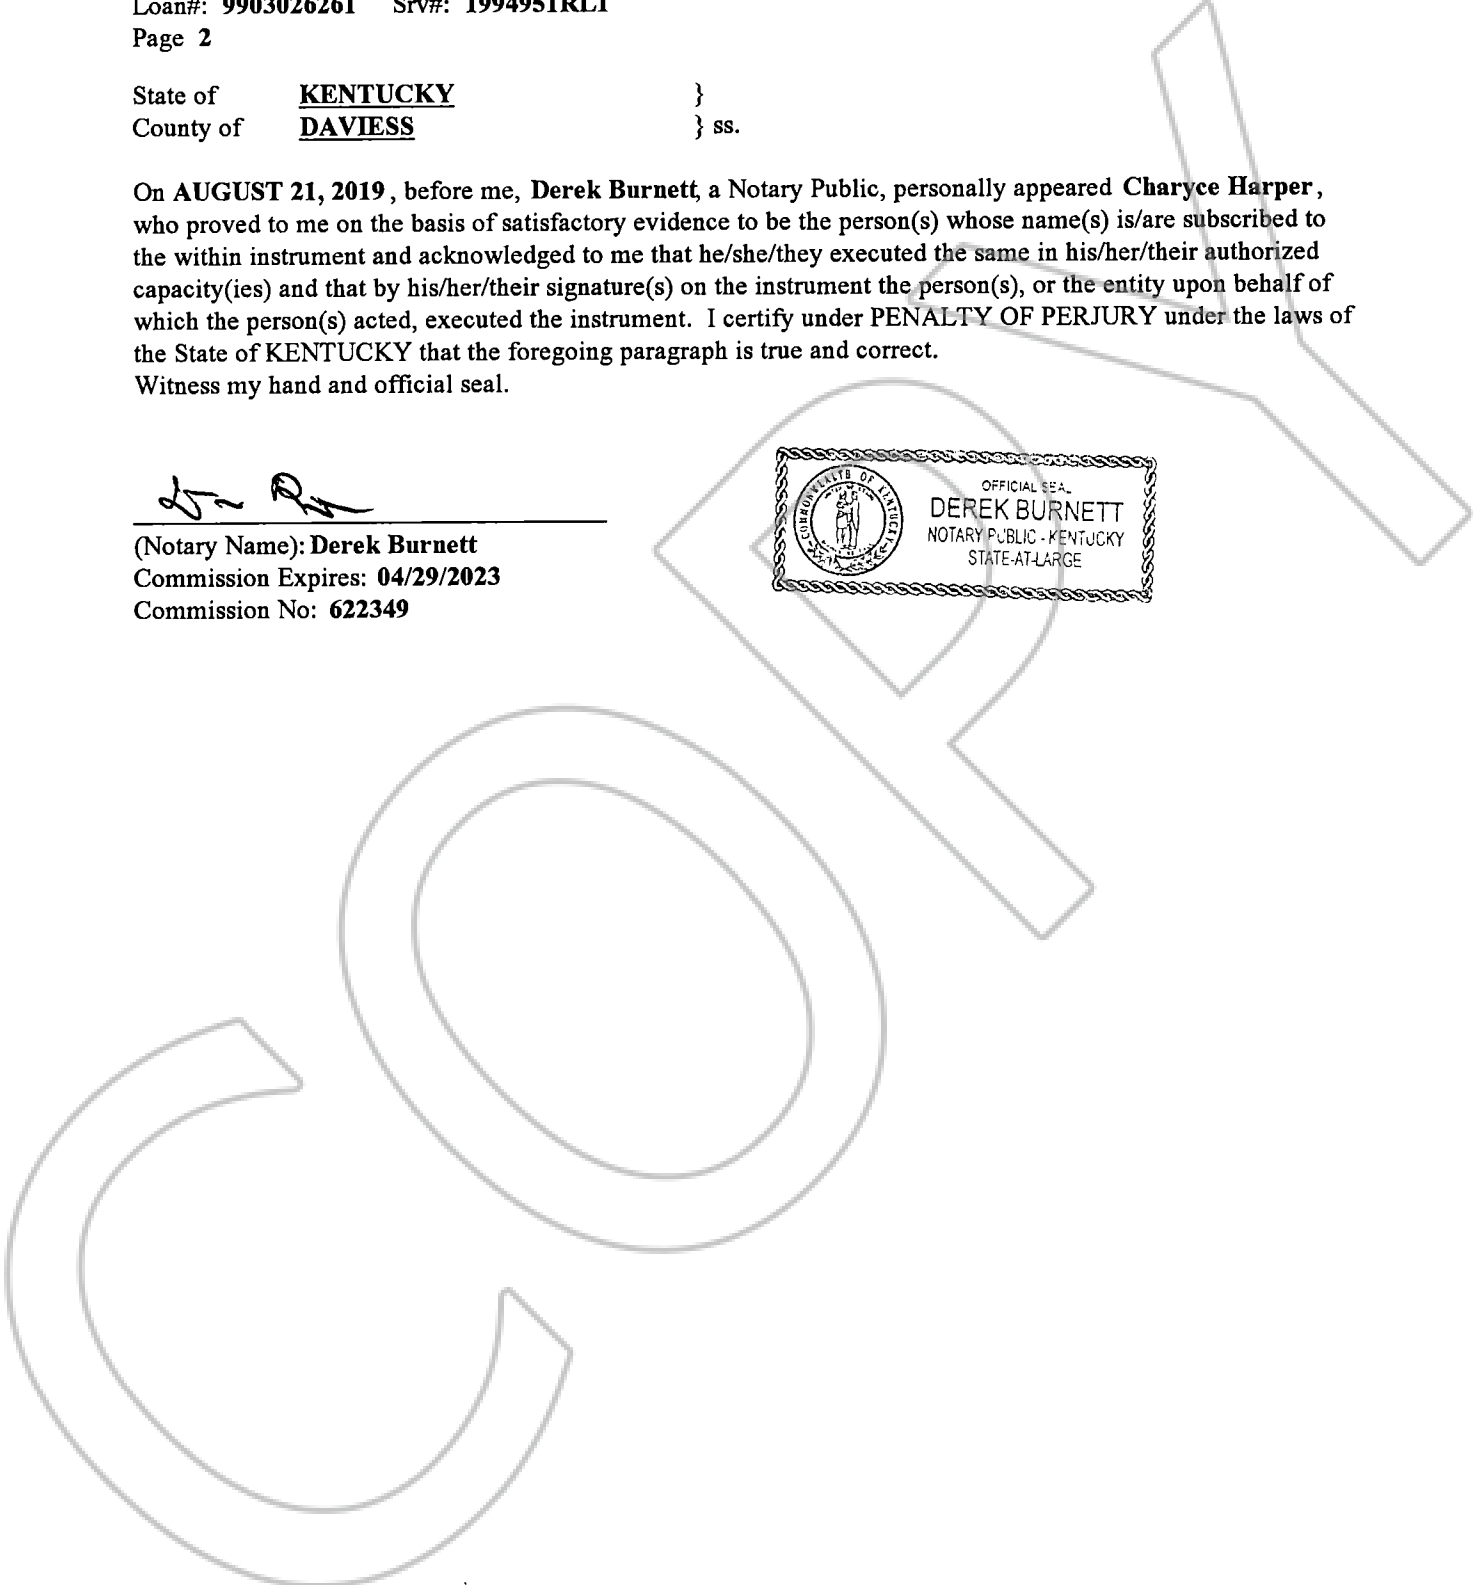 Loan#: 9903026261 Srv#: 1994951RL1
Page 2
State of KENTUCKY }
County of DAVIESS } ss.
On AUGUST 21, 2019 , before me, Derek Burnett, a Notary Public, personally appeared Charyce Harper ,
who proved to me on the basis of satisfactory evidence to be the person(s) whose name(s) is/are subscribed to
the within instrument and acknowledged to me that he/she/they executed the same in his/her/their authorized
capacity(ies) and that by his/her/their signature(s) on the instrument the person(s), or the entity upon behalf of
which the person(s) acted, executed the instrument. I certify under PENALTY OF PERJURY under the laws of
the State of KENTUCKY that the foregoing paragraph is true and correct.
Witness my hand and official seal.
(Notary Name): Derek Burnett
Commission Expires: 04/29/2023
Commission No: 622349
COMMONWEALTH OF KENTUCKY
OFFICIAL SEAL
DEREK BURNETT
NOTARY PUBLIC - KENTUCKY
STATE-AT-LARGE
COPY